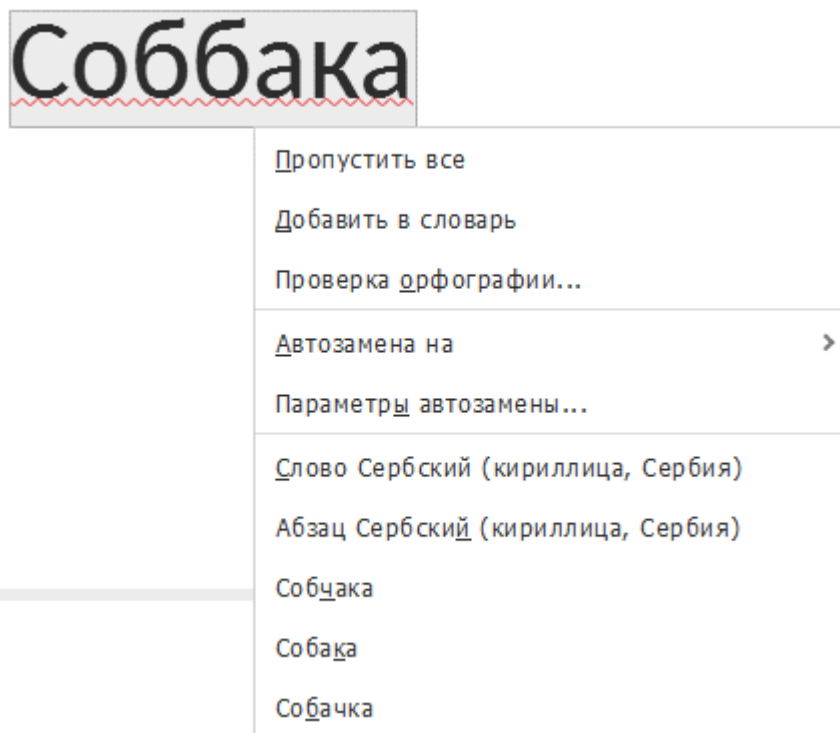 Соббака
Пропустить все
Добавить в словарь
Проверка орфографии...
Автозамена на
Параметры автозамены...
Слово Сербский (кириллица, Сербия)
Абзац Сербский (кириллица, Сербия)
Собчака
Собака
Собачка